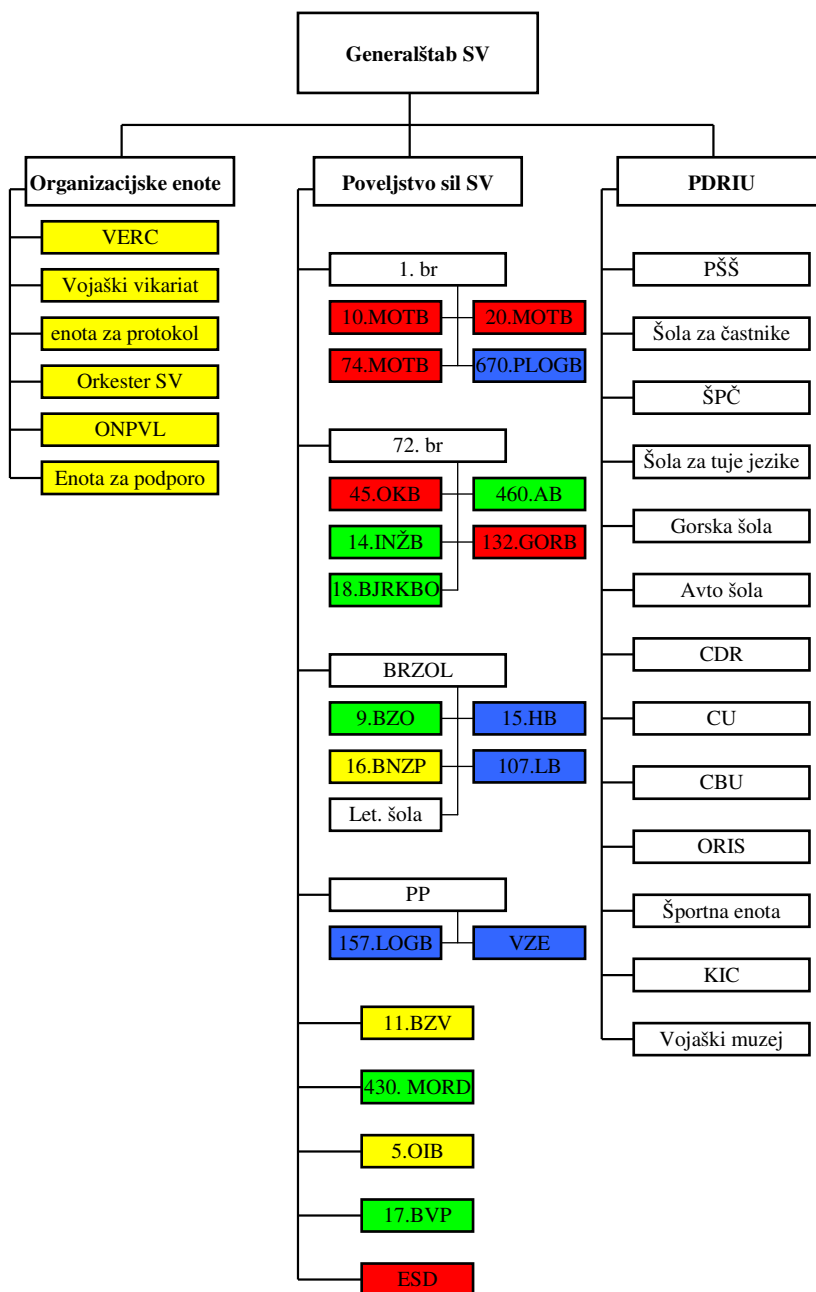 Generalštab SV
Organizacijske enote
VERC
Vojaški vikariat
enota za protokol
Orkester SV
ONPVL
Enota za podporo
Poveljstvo sil SV
1. br
10.MOTB
20.MOTB
74.MOTB
670.PLOGB
72. br
45.OKB
460.AB
14.INŽB
132.GORB
18.BJRKBO
BRZOL
9.BZO
15.HB
16.BNZP
107.LB
Let. šola
PP
157.LOGB
VZE
11.BZV
430. MORD
5.OIB
17.BVP
ESD
PDRIU
PŠŠ
Šola za častnike
ŠPČ
Šola za tuje jezike
Gorska šola
Avto šola
CDR
CU
CBU
ORIS
Športna enota
KIC
Vojaški muzej